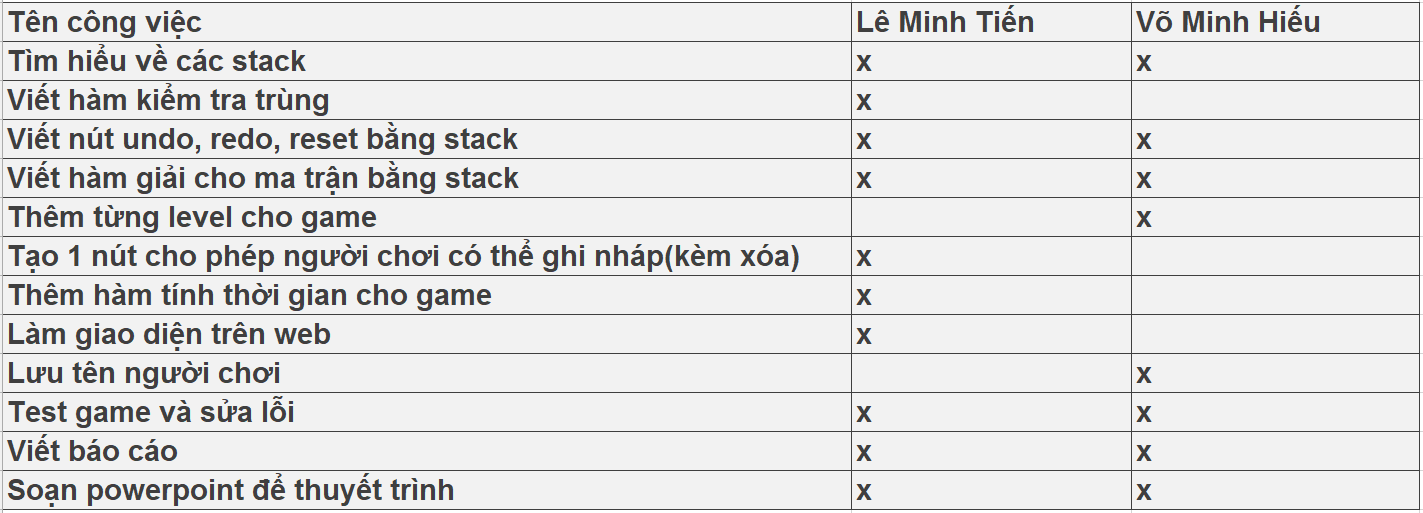 Tên công việc Lê Minh Tiến Võ Minh Hiếu
Tìm hiểu về các stack x x
Viết hàm kiểm tra trùng x
Viết nút undo, redo, reset bằng stack x x
Viết hàm giải cho ma trận bằng stack x x
Thêm từng level cho game x
Tạo 1 nút cho phép người chơi có thể ghi nháp(kèm xóa) x
Thêm hàm tính thời gian cho game x
Làm giao diện trên web x
Lưu tên người chơi x
Test game và sửa lỗi x x
Viết báo cáo x x
Soạn powerpoint để thuyết trình x x